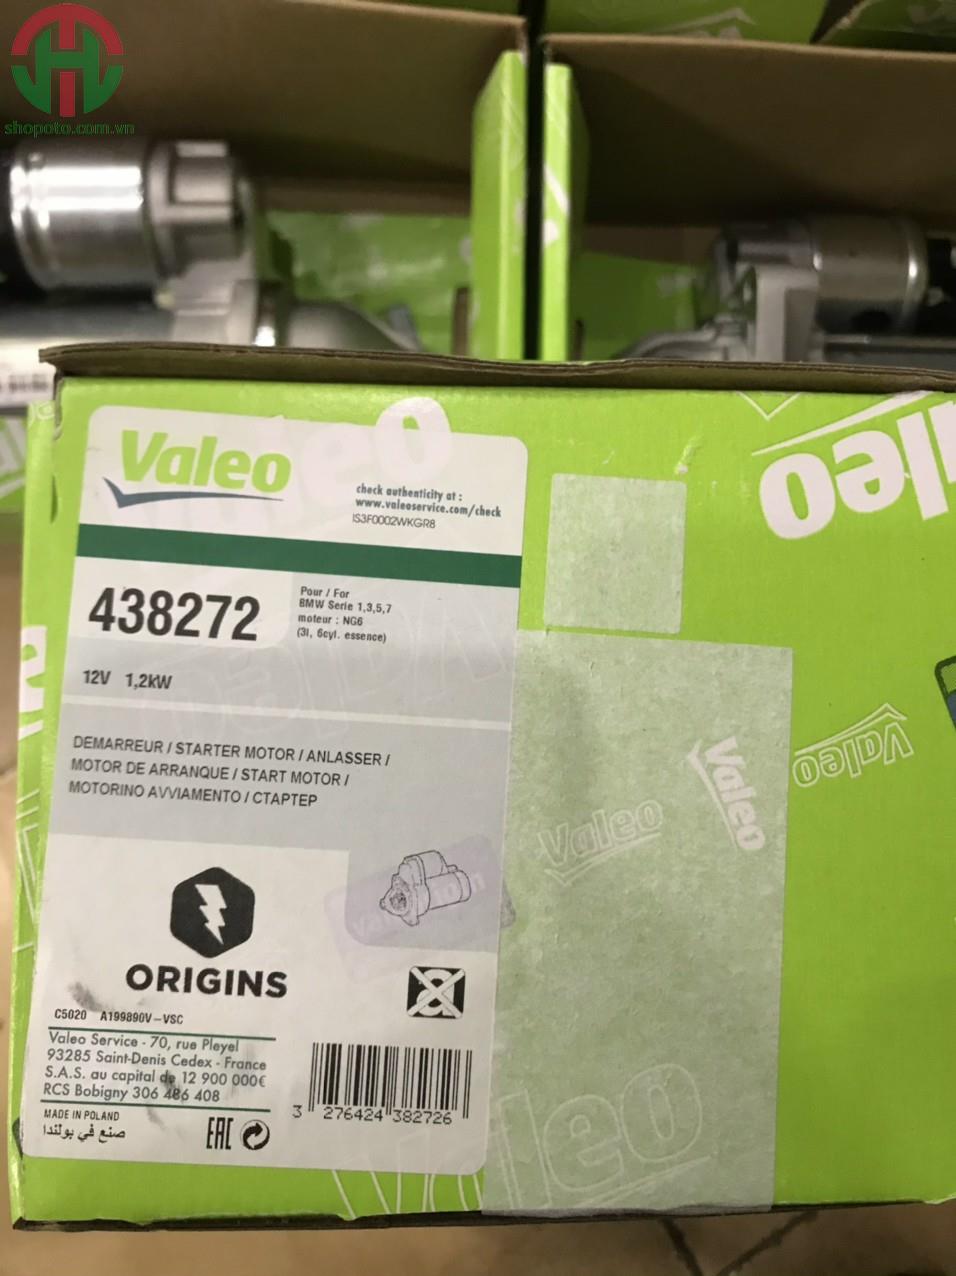 shopoto.com.vn
Valeo
check authenticity at :
www.valeoservice.com/check
IS3F0002WKGR8
438272
Pour / For
BMW Serie 1,3,5,7
moteur : NG6
(3l, 6cyl. essence)
12V 1,2kW
DEMARREUR / STARTER MOTOR / ANLASSER /
MOTOR DE ARRANQUE / START MOTOR /
MOTORINO AVVIAMENTO / СТАРТЕР
ORIGINS
C5020 A199890V-VSC
Valeo Service - 70, rue Pleyel
93285 Saint-Denis Cedex - France
S.A.S. au capital de 12 900 000€
RCS Bobigny 306 486 408
MADE IN POLAND
صنع في بولندا
EAC
3 276424 382726
Valeo
Valeo
Valeo
Valeo
Valeo